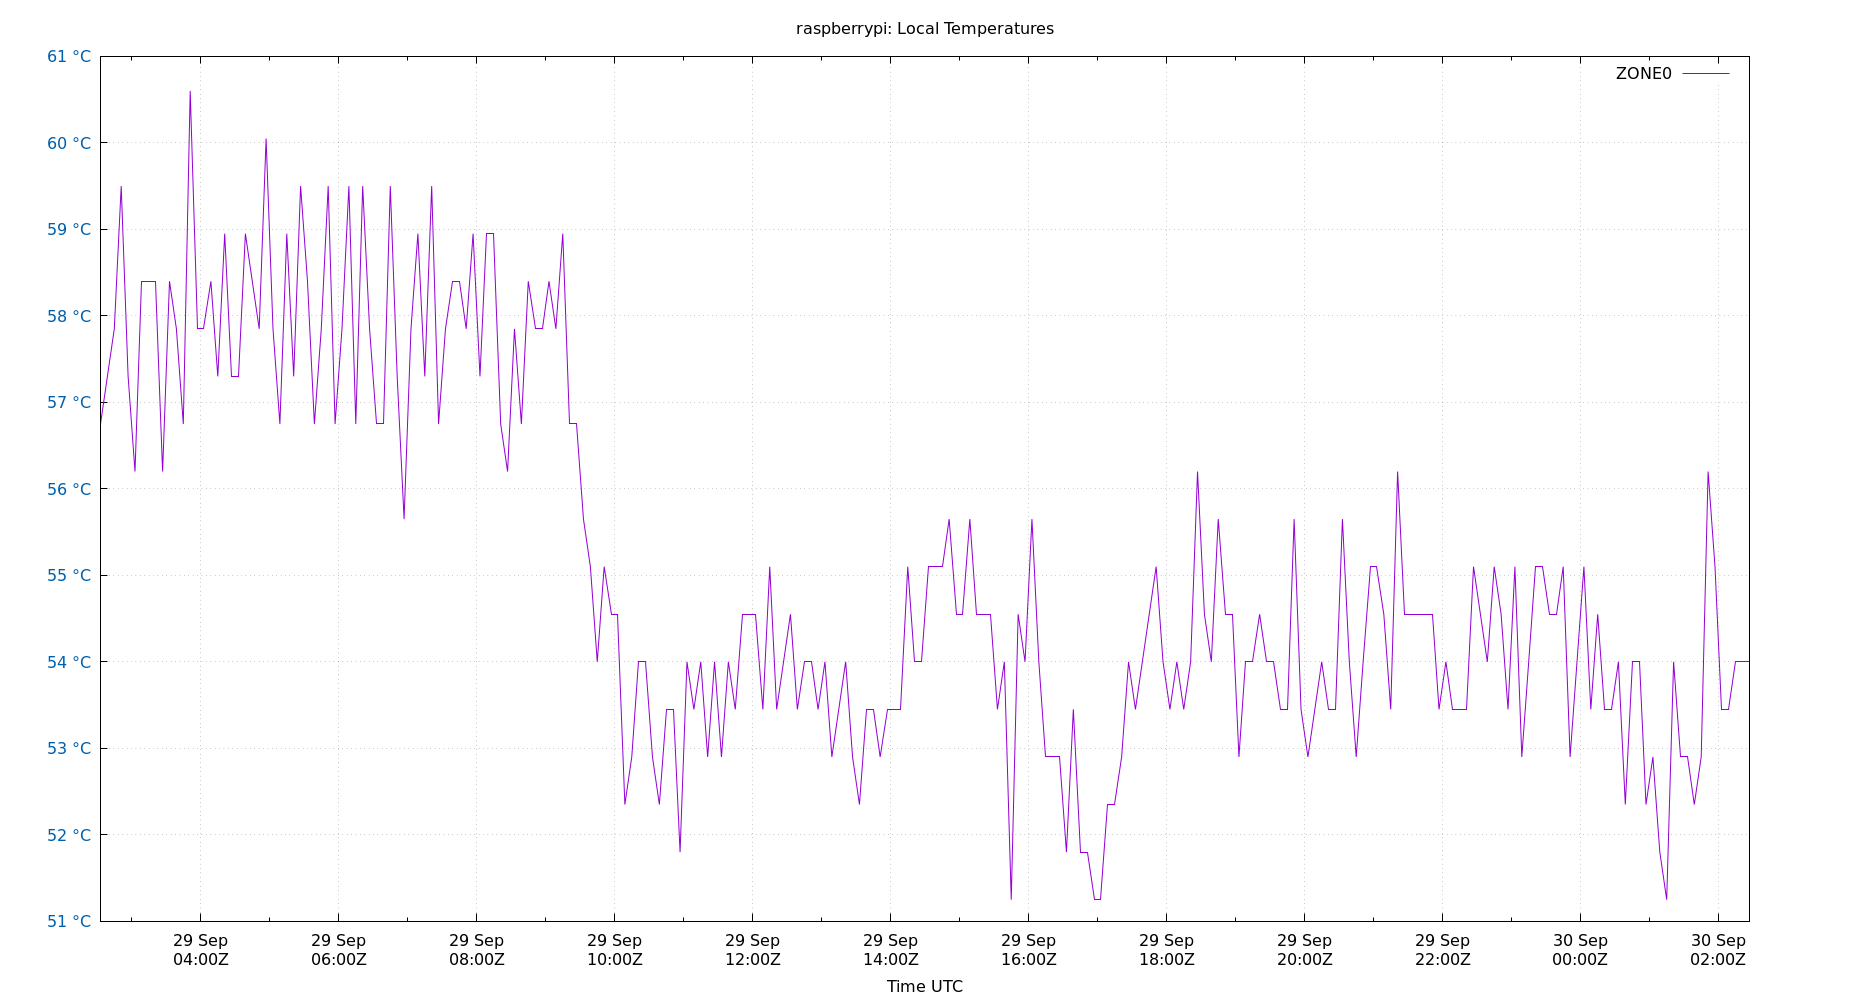 raspberrypi: Local Temperatures
61 °C
ZONE0
60 °C
59 °C
58 °C
57 °C
56 °C
55 °C
54 °C
53 °C
52 °C
51 °C
29 Sep 29 Sep 29 Sep 29 Sep 29 Sep 29 Sep 29 Sep 29 Sep 29 Sep 29 Sep 30 Sep 30 Sep
04:00Z 06:00Z 08:00Z 10:00Z 12:00Z 14:00Z 16:00Z 18:00Z 20:00Z 22:00Z 00:00Z 02:00Z
Time UTC